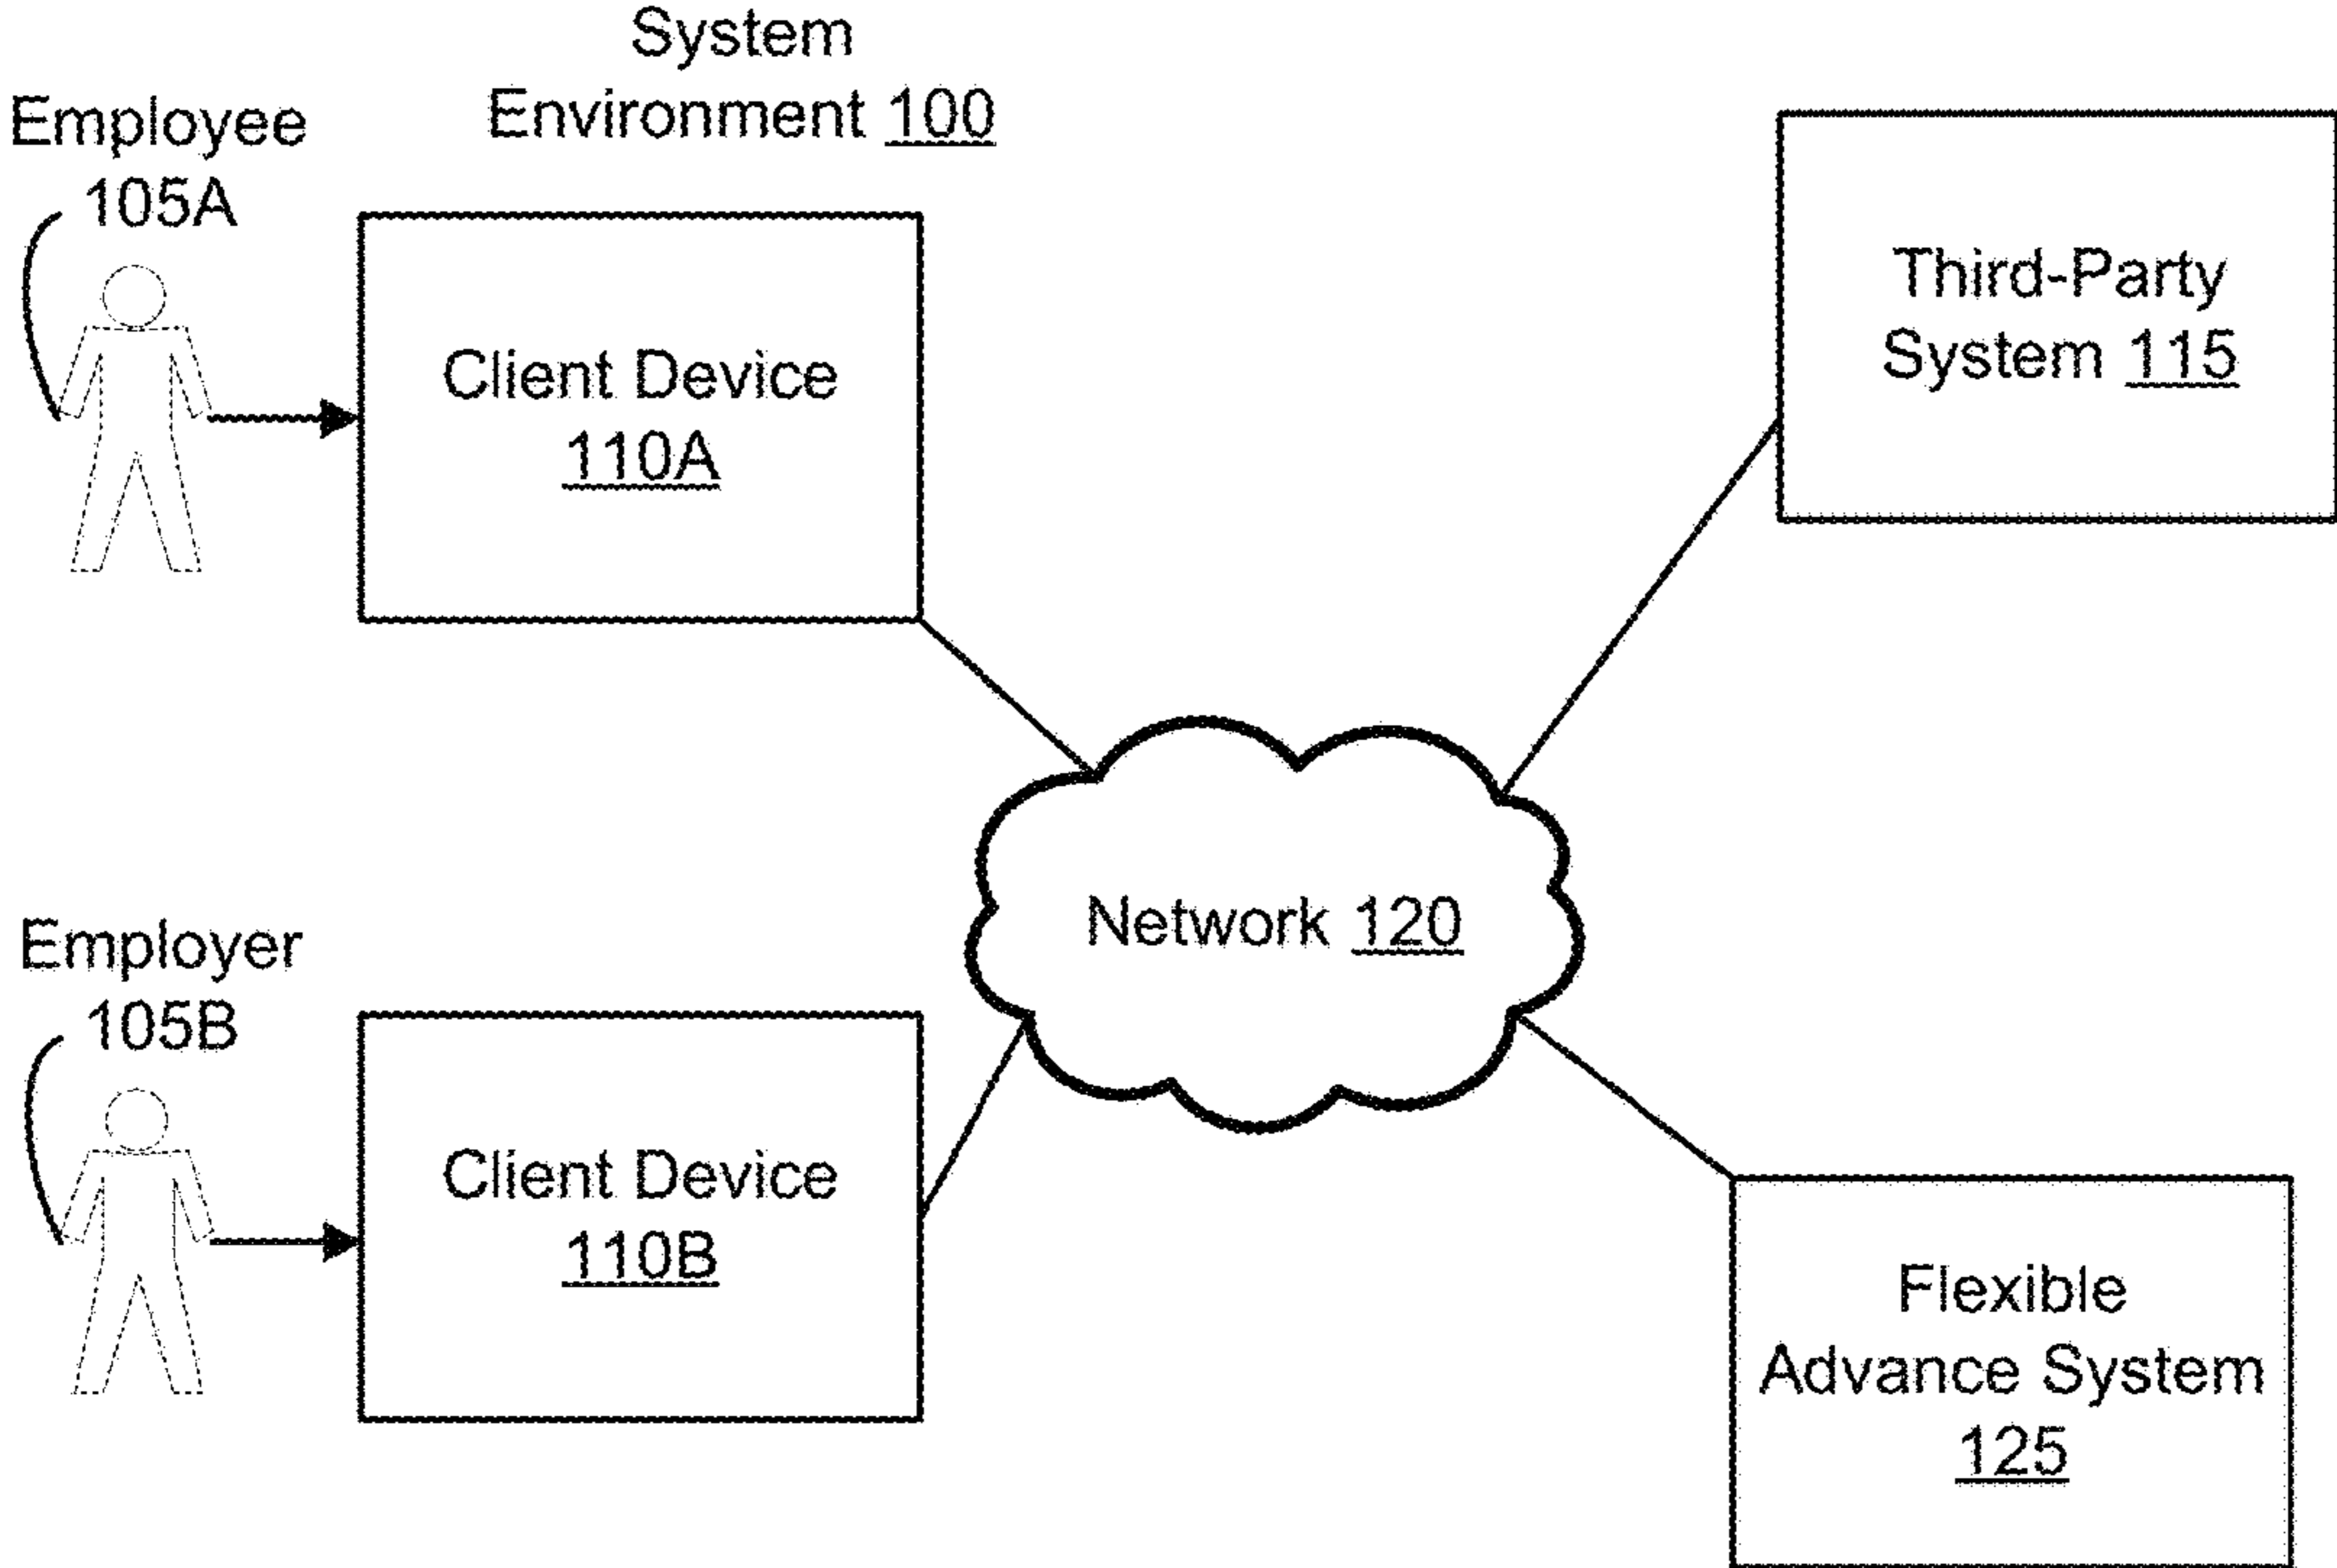 System
Environment 100
Employee
105A
Client Device
110A
Third-Party
System 115
Network 120
Employer
105B
Client Device
110B
Flexible
Advance System
125